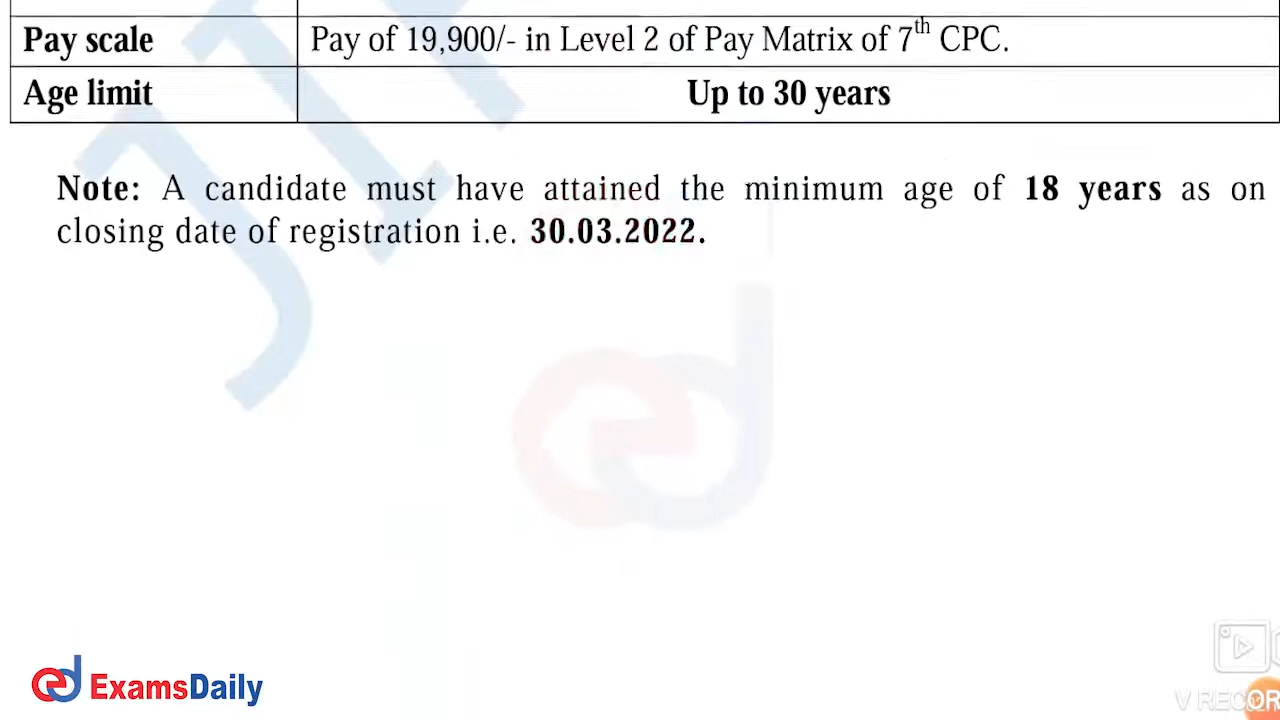 Pay scale Pay of 19,900/- in Level 2 of Pay Matrix of 7th CPC.
Age limit Up to 30 years
Note: A candidate must have attained the minimum age of 18 years as on
closing date of registration i.e. 30.03.2022.
ed
ExamsDaily
V RECOR